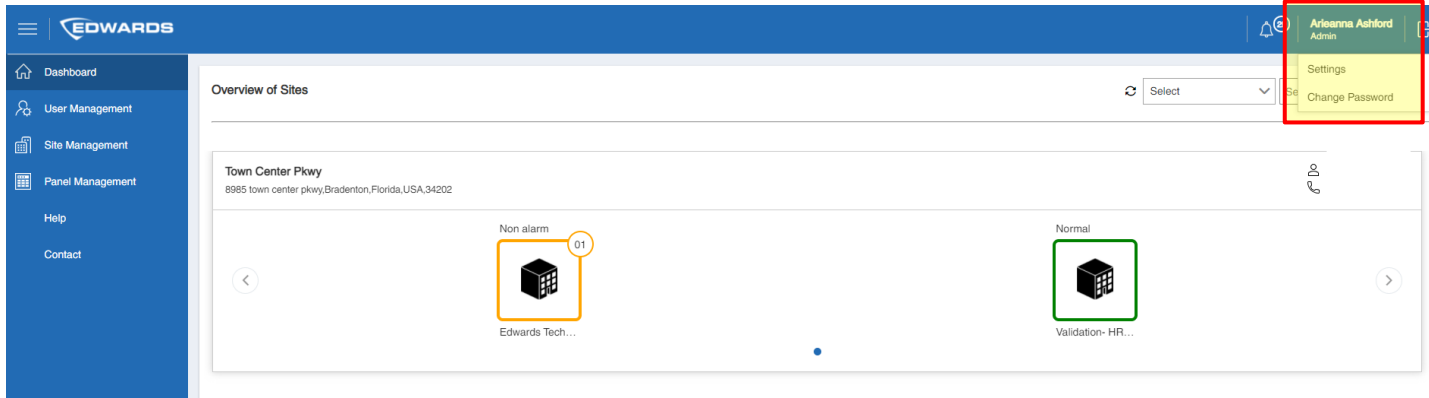 EDWARDS
Arleanna Ashford
Admin
Settings
Change Password
Dashboard
User Management
Site Management
Panel Management
Help
Contact
Overview of Sites
Select
Se
Town Center Pkwy
8985 town center pkwy,Bradenton,Florida,USA,34202
Non alarm
01
Edwards Tech...
Normal
Validation- HR...